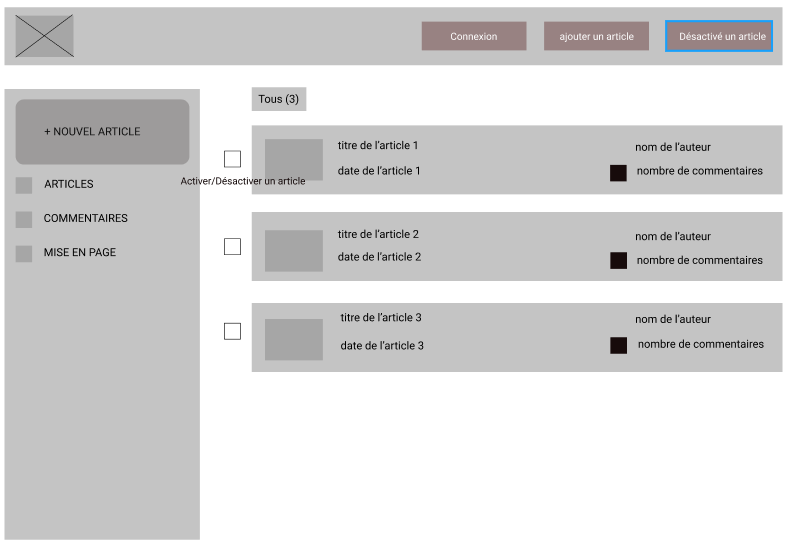 Connexion
ajouter un article
Désactivé un article
+ NOUVEL ARTICLE
ARTICLES
COMMENTAIRES
MISE EN PAGE
Tous (3)
titre de l'article 1
date de l'article 1
nom de l'auteur
nombre de commentaires
Activer/Désactiver un article
titre de l'article 2
date de l'article 2
nom de l'auteur
nombre de commentaires
titre de l'article 3
date de l'article 3
nom de l'auteur
nombre de commentaires